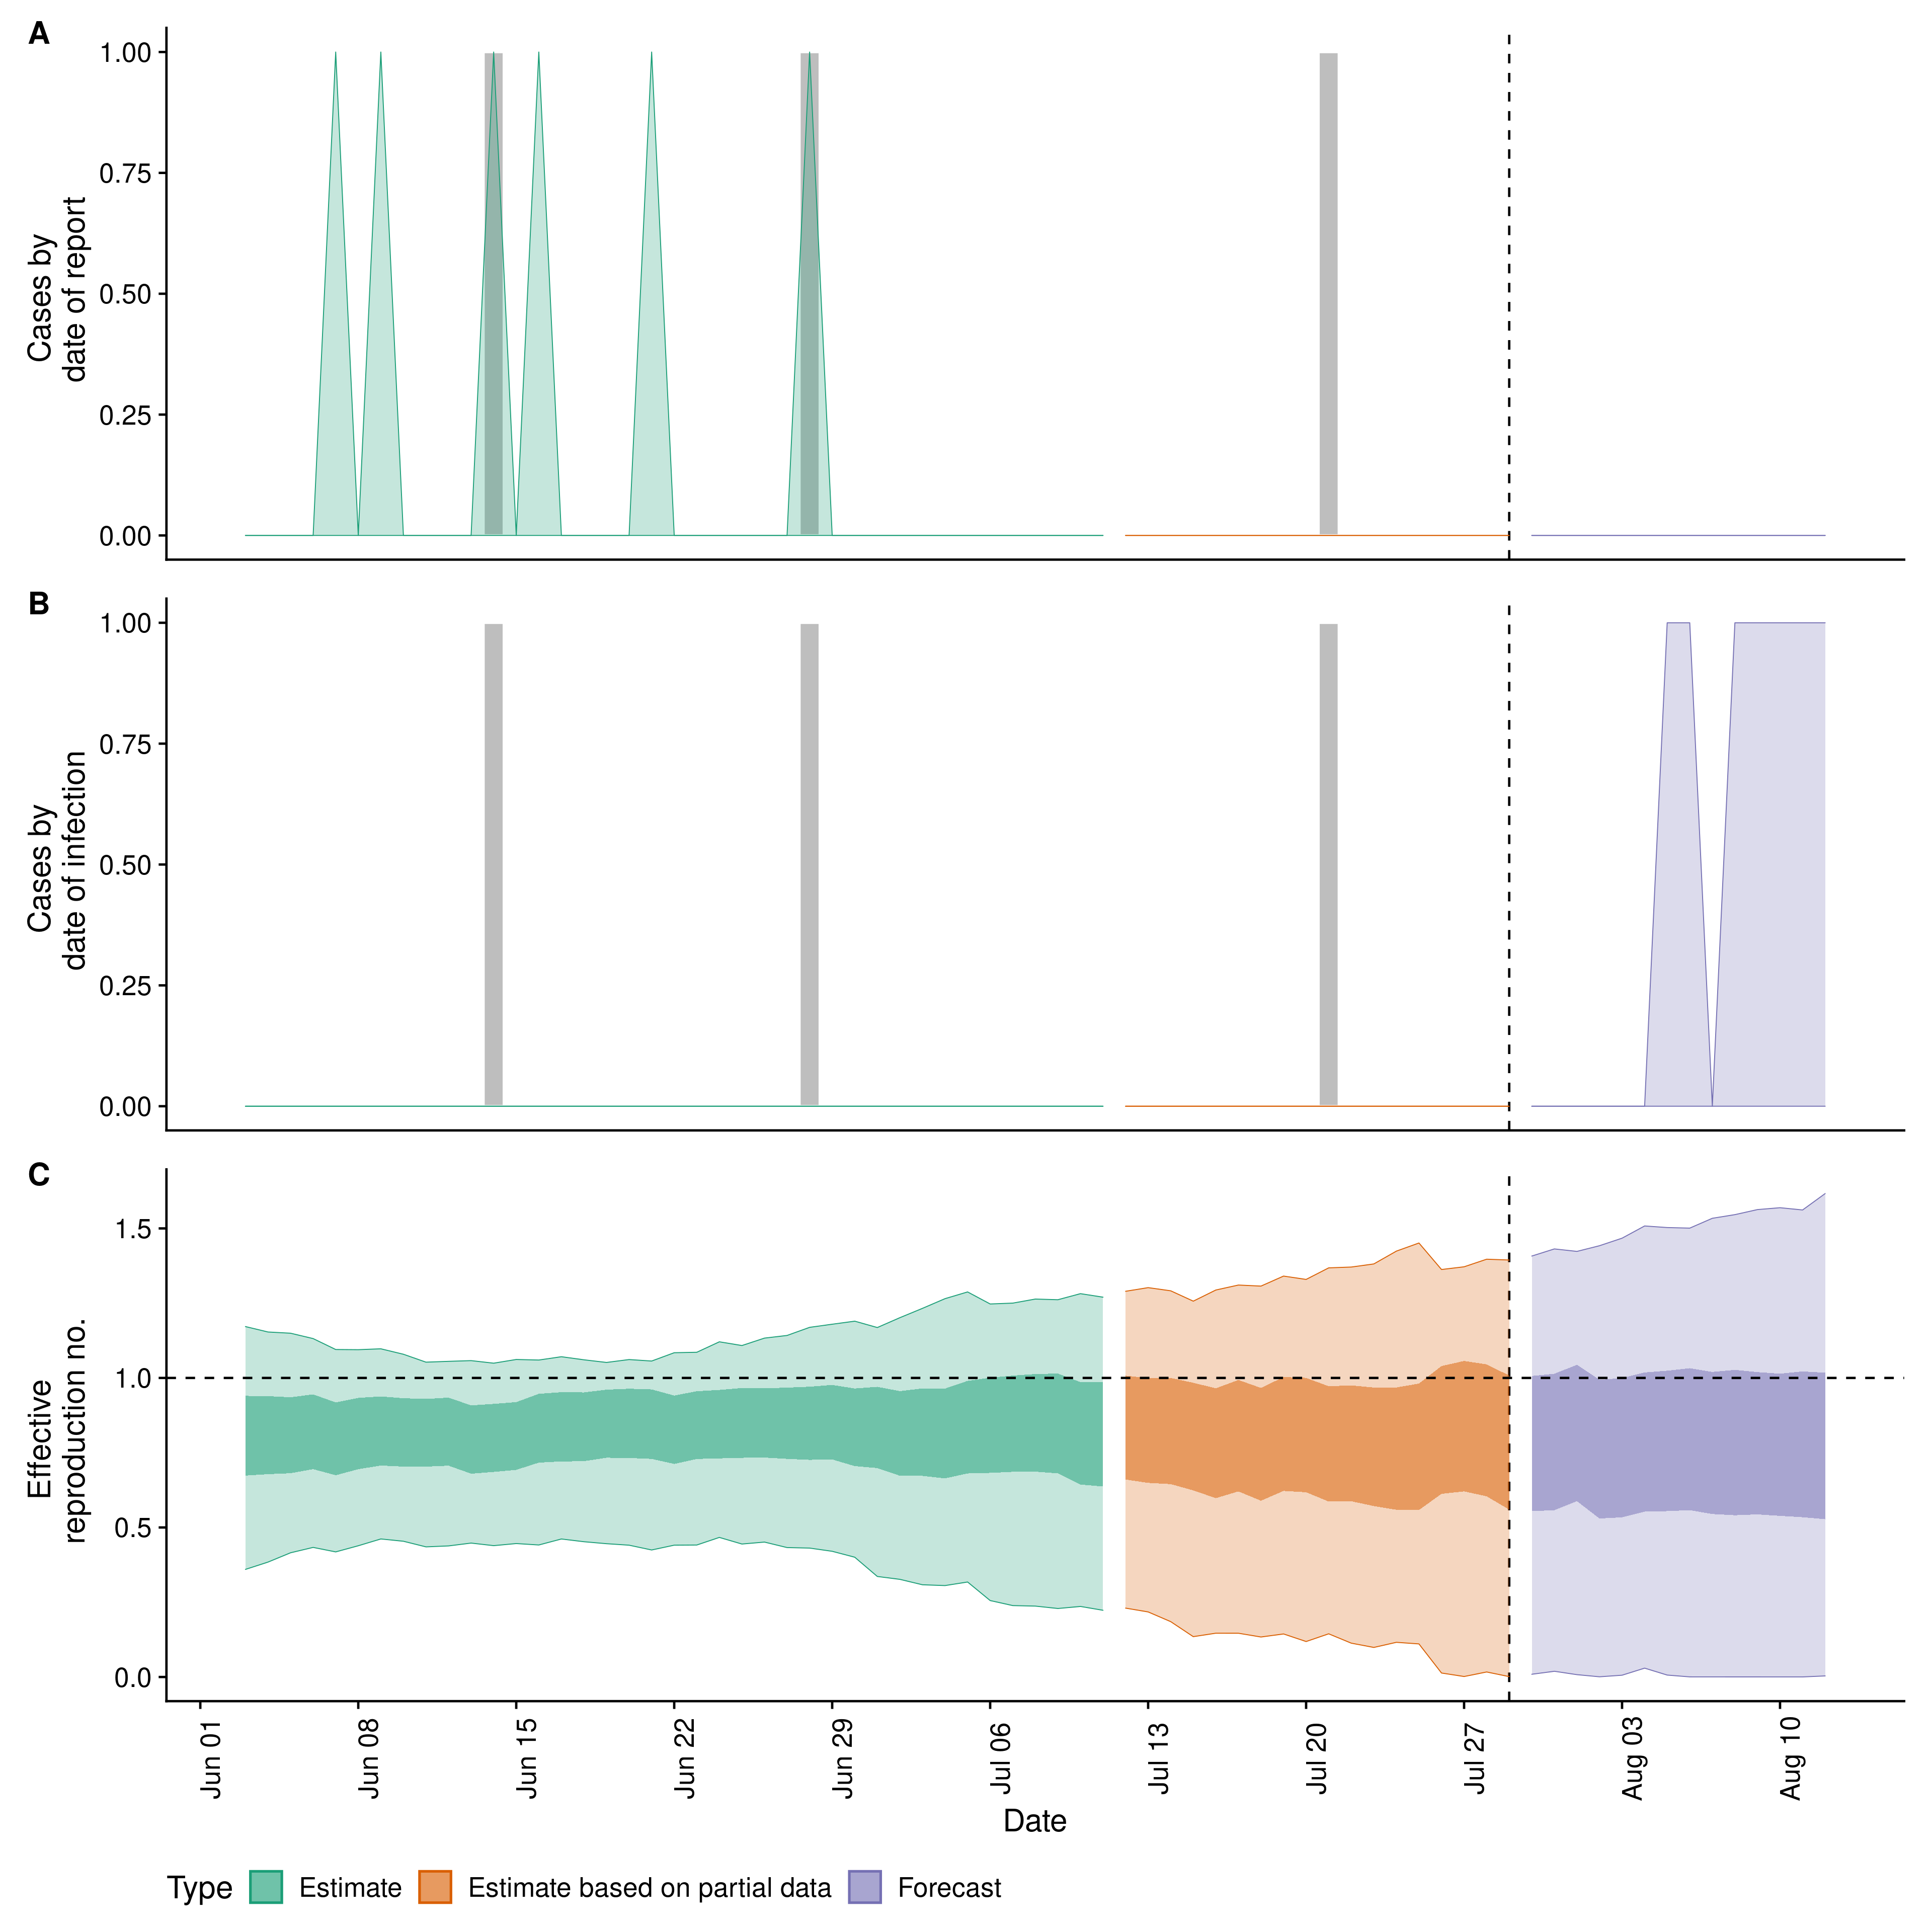 A
1.00
0.75
0.50
0.25
0.00
Cases by
date of report
B
1.00
0.75
0.50
0.25
0.00
Cases by
date of infection
C
1.5
1.0
0.5
0.0
Effective
reproduction no.
Jun 01
Jun 08
Jun 15
Jun 22
Jun 29
Jul 06
Jul 13
Jul 20
Jul 27
Aug 03
Aug 10
Date
Type
Estimate
Estimate based on partial data
Forecast